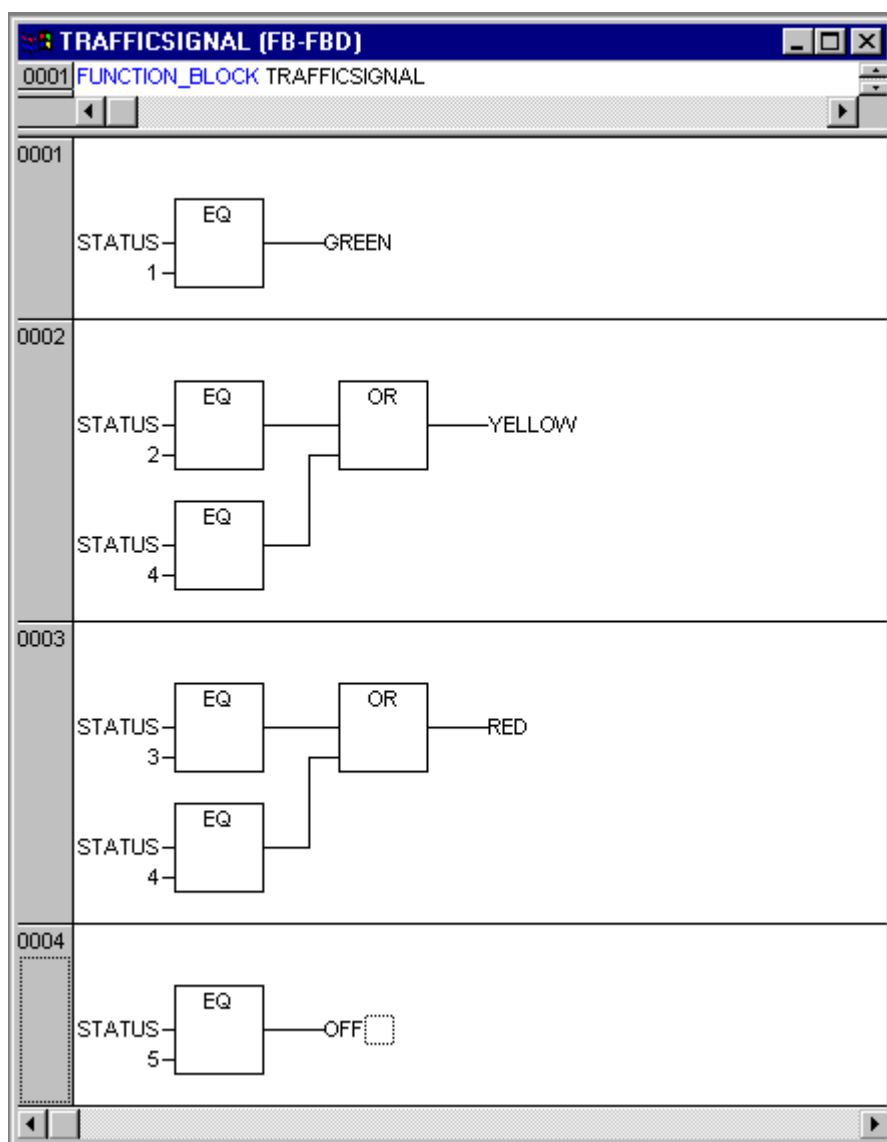 TRAFFICSIGNAL (FB-FBD)
0001 FUNCTION_BLOCK TRAFFICSIGNAL
0001
EQ
STATUS GREEN
1
0002
EQ OR
STATUS YELLOW
2
EQ
STATUS
4
0003
EQ OR
STATUS RED
3
EQ
STATUS
4
0004
EQ
STATUS OFF
5